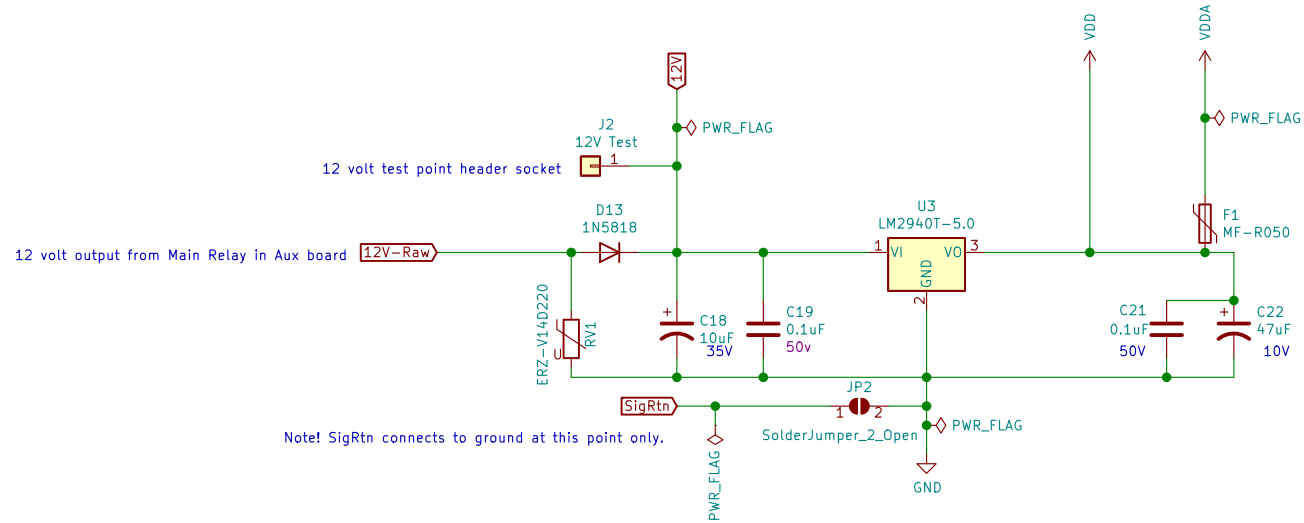 VDD
VDDA
12V
PWR_FLAG
PWR_FLAG
J2
12V Test
1
12 volt test point header socket
D13
1N5818
U3
LM2940T-5.0
F1
MF-R050
12 volt output from Main Relay in Aux board
12V-Raw
1
VI
VO
3
GND
2
ERZ-V14D220
RV1
U
+
C18
10uF
35V
C19
0.1uF
50v
C21
0.1uF
50V
+
C22
47uF
10V
SigRtn
JP2
1
2
SolderJumper_2_Open
PWR_FLAG
Note! SigRtn connects to ground at this point only.
PWR_FLAG
GND